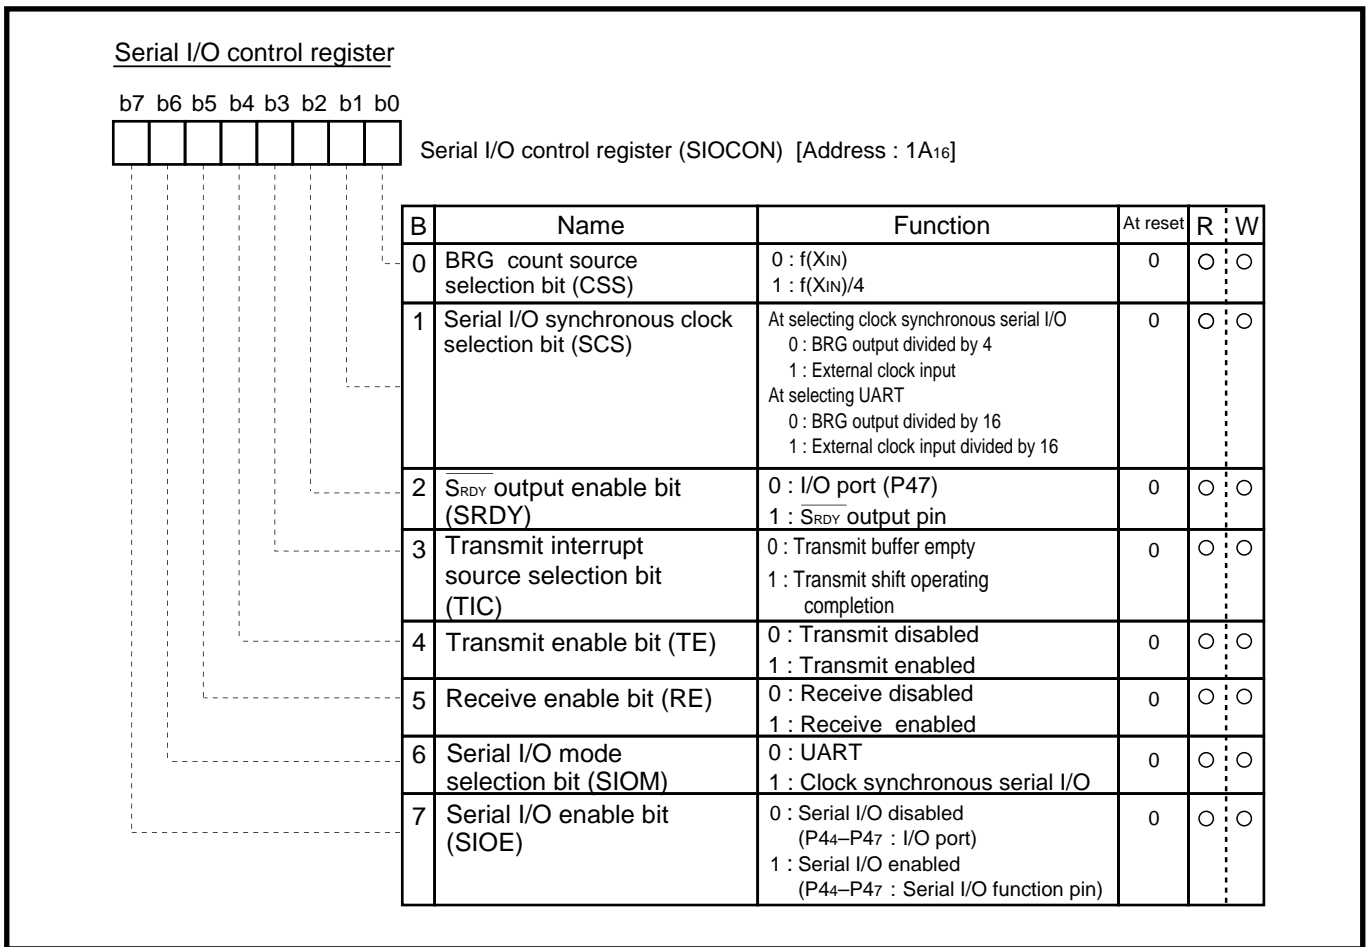 Serial I/O control register
b7 b6 b5 b4 b3 b2 b1 b0
Serial I/O control register (SIOCON) [Address : 1A16]
B Name Function At reset R W
0 BRG count source selection bit (CSS)
0 : f(XIN)
1 : f(XIN)/4
0 ○ ○
1 Serial I/O synchronous clock selection bit (SCS)
At selecting clock synchronous serial I/O
0 : BRG output divided by 4
1 : External clock input
At selecting UART
0 : BRG output divided by 16
1 : External clock input divided by 16
0 ○ ○
2 SRDY output enable bit (SRDY)
0 : I/O port (P47)
1 : SRDY output pin
0 ○ ○
3 Transmit interrupt source selection bit (TIC)
0 : Transmit buffer empty
1 : Transmit shift operating completion
0 ○ ○
4 Transmit enable bit (TE)
0 : Transmit disabled
1 : Transmit enabled
0 ○ ○
5 Receive enable bit (RE)
0 : Receive disabled
1 : Receive enabled
0 ○ ○
6 Serial I/O mode selection bit (SIOM)
0 : UART
1 : Clock synchronous serial I/O
0 ○ ○
7 Serial I/O enable bit (SIOE)
0 : Serial I/O disabled
(P44–P47 : I/O port)
1 : Serial I/O enabled
(P44–P47 : Serial I/O function pin)
0 ○ ○